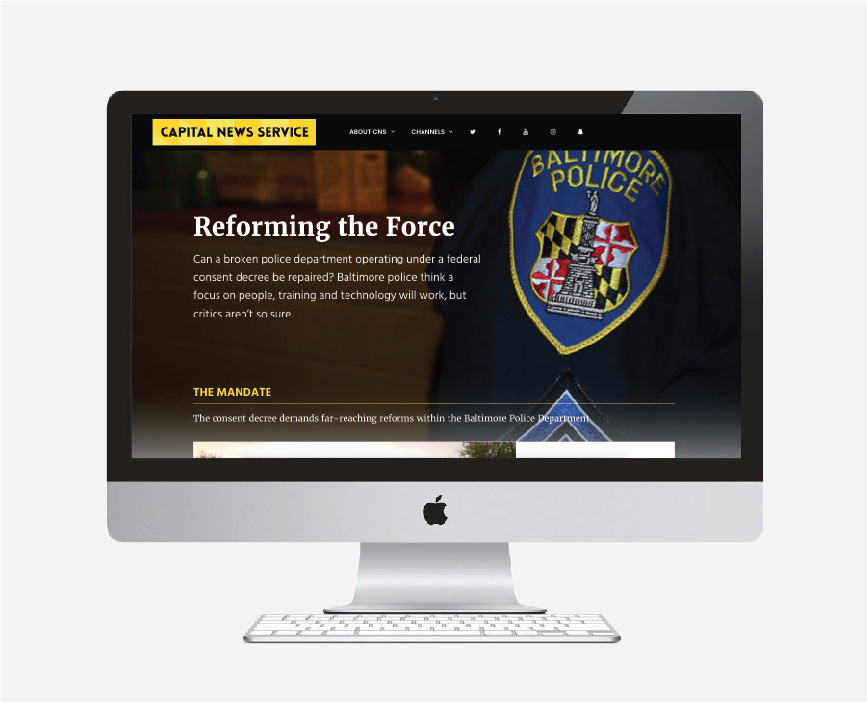 CAPITAL NEWS SERVICE
ABOUT CNS
CHANNELS
BALTIMORE
POLICE
Reforming the Force
Can a broken police department operating under a federal
consent decree be repaired? Baltimore police think a
focus on people, training and technology will work, but
critics aren't so sure.
THE MANDATE
The consent decree demands far-reaching reforms within the Baltimore Police Department.